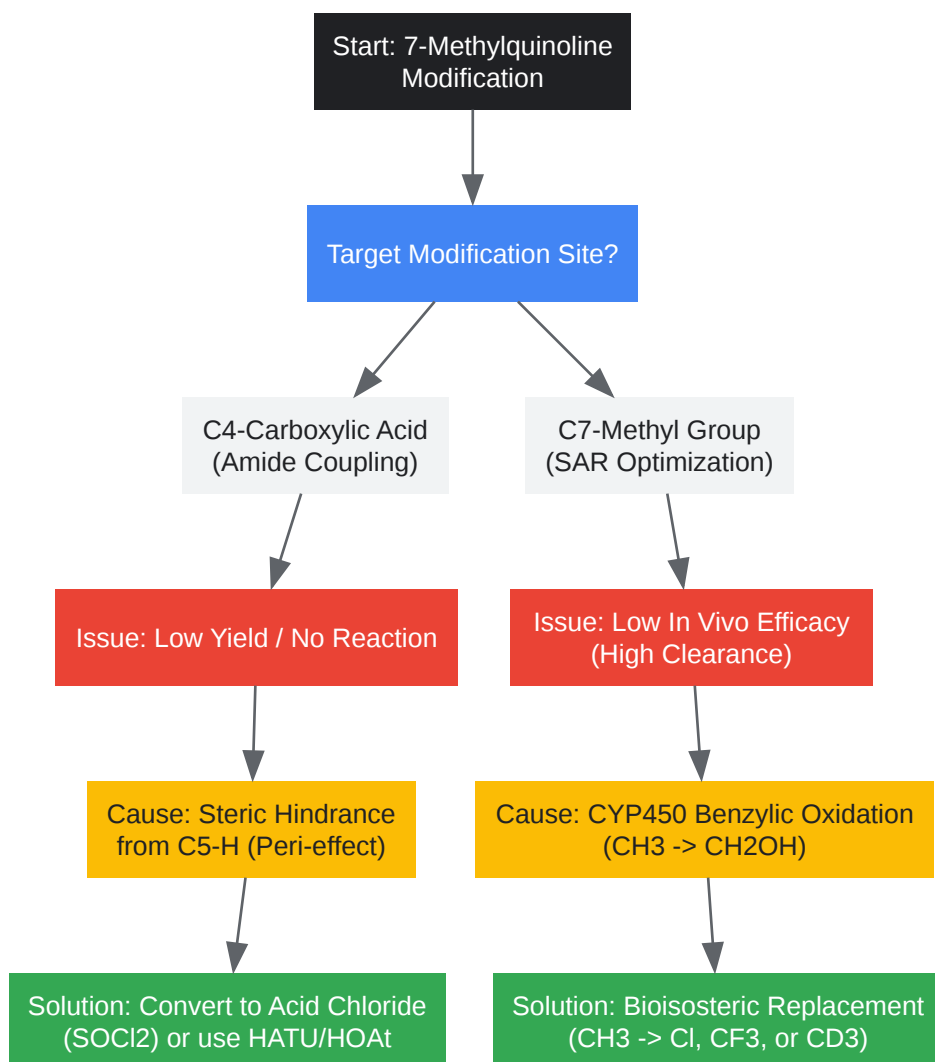 Start: 7-Methylquinoline
Modification
Target Modification Site?
C4-Carboxylic Acid
(Amide Coupling)
C7-Methyl Group
(SAR Optimization)
Issue: Low Yield / No Reaction
Issue: Low In Vivo Efficacy
(High Clearance)
Cause: Steric Hindrance
from C5-H (Peri-effect)
Cause: CYP450 Benzylic Oxidation
(CH3 -> CH2OH)
Solution: Convert to Acid Chloride
(SOCl2) or use HATU/HOAt
Solution: Bioisosteric Replacement
(CH3 -> Cl, CF3, or CD3)